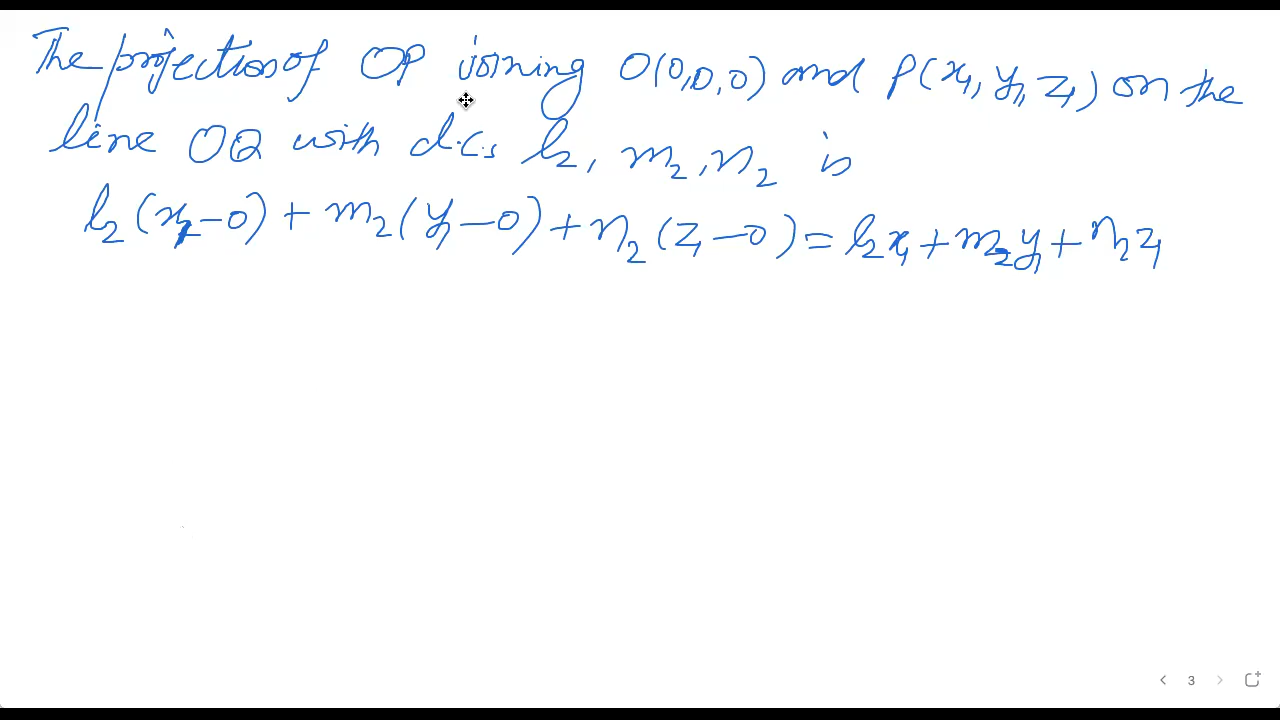 The projection of OP joining O(0,0,0) and P(x₁, y₁, z₁) on the
line OQ with d.c.s l₂, m₂, n₂ is
l₂(x₁-0) + m₂(y₁-0) + n₂(z₁-0) = l₂x₁ + m₂y₁ + n₂z₁
3